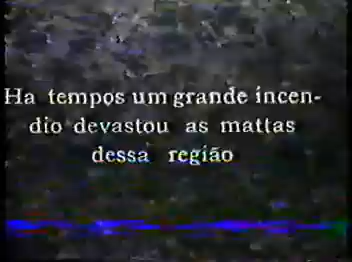 Ha tempos um grande incen-
dio devastou as mattas
dessa região